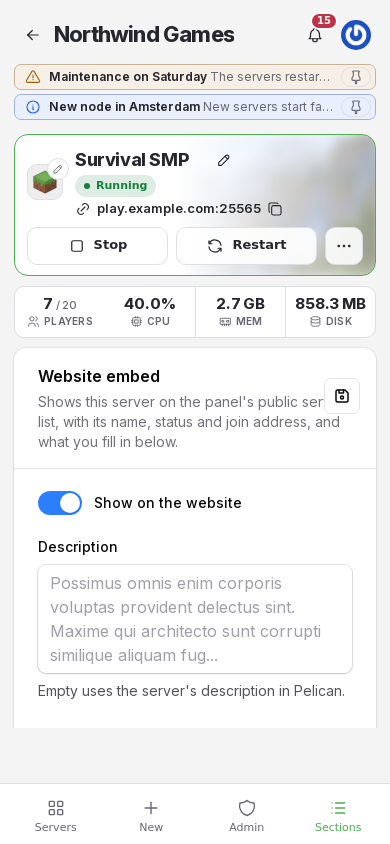 Northwind Games
15
Maintenance on Saturday The servers restar...
New node in Amsterdam New servers start fa...
Survival SMP
Running
play.example.com:25565
Stop
Restart
7 / 20
PLAYERS
40.0%
CPU
2.7 GB
MEM
858.3 MB
DISK
Website embed
Shows this server on the panel's public ser
list, with its name, status and join address, and
what you fill in below.
Show on the website
Description
Possimus omnis enim corporis
voluptas provident delectus sint.
Maxime qui architecto sunt corrupti
similique aliquam fug...
Empty uses the server's description in Pelican.
Servers
New
Admin
Sections